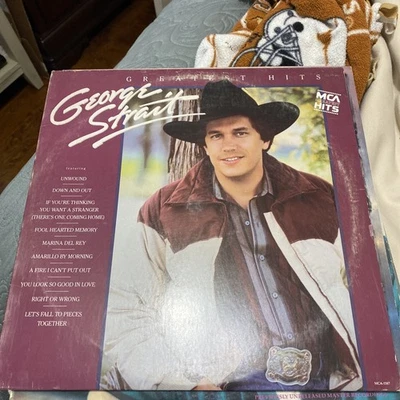 GREATEST HITS
George Strait
MCA
HITS
featuring
UNWOUND
DOWN AND OUT
IF YOU'RE THINKING
YOU WANT A STRANGER
(THERE'S ONE COMING HOME)
FOOL HEARTED MEMORY
MARINA DEL REY
AMARILLO BY MORNING
A FIRE I CAN'T PUT OUT
YOU LOOK SO GOOD IN LOVE
RIGHT OR WRONG
LET'S FALL TO PIECES
TOGETHER
UNRELEASED MASTER